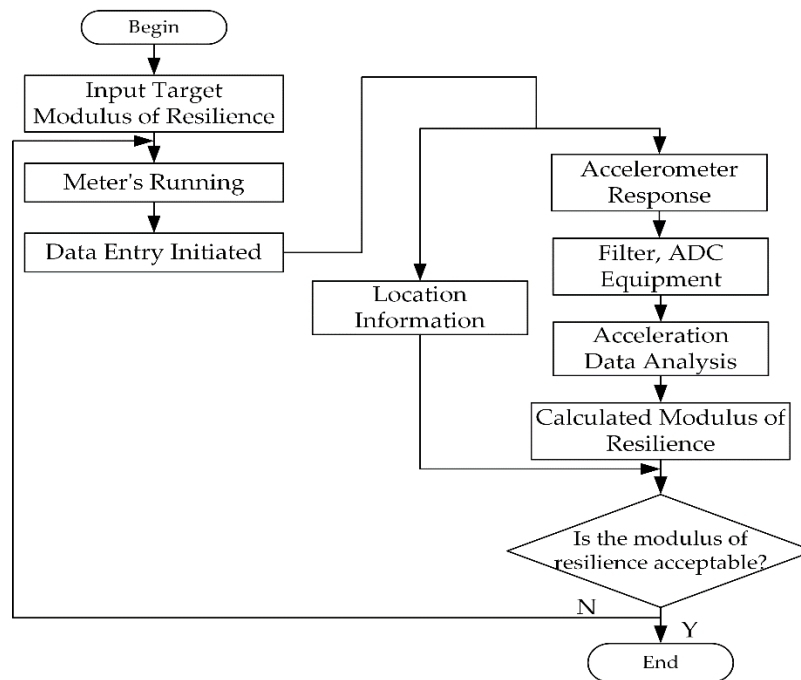 Begin
Input Target
Modulus of Resilience
Meter's Running
Data Entry Initiated
Location
Information
Accelerometer
Response
Filter, ADC
Equipment
Acceleration
Data Analysis
Calculated Modulus of
Resilience
Is the modulus of
resilience acceptable?
N
Y
End